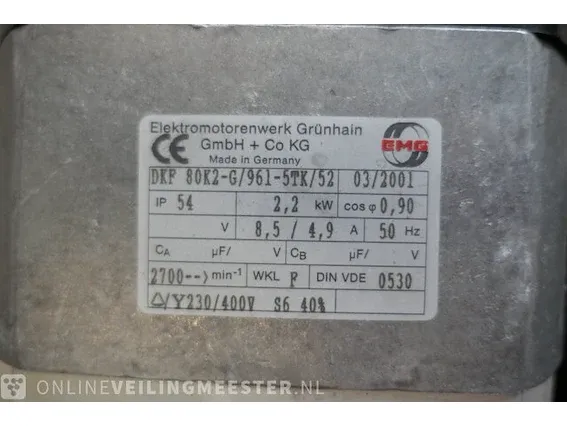 Elektromotorenwerk Grünhain
GmbH + Co KG
Made in Germany
CE
EMG
DKF 80K2-G/961-5TK/52 03/2001
IP 54 2,2 kW cos φ 0,90
V 8,5 / 4,9 A 50 Hz
CA µF/ V CB µF/ V
2700--> min⁻¹ WKL F DIN VDE 0530
△/Y230/400V S6 40%
ONLINEVEILINGMEESTER.NL